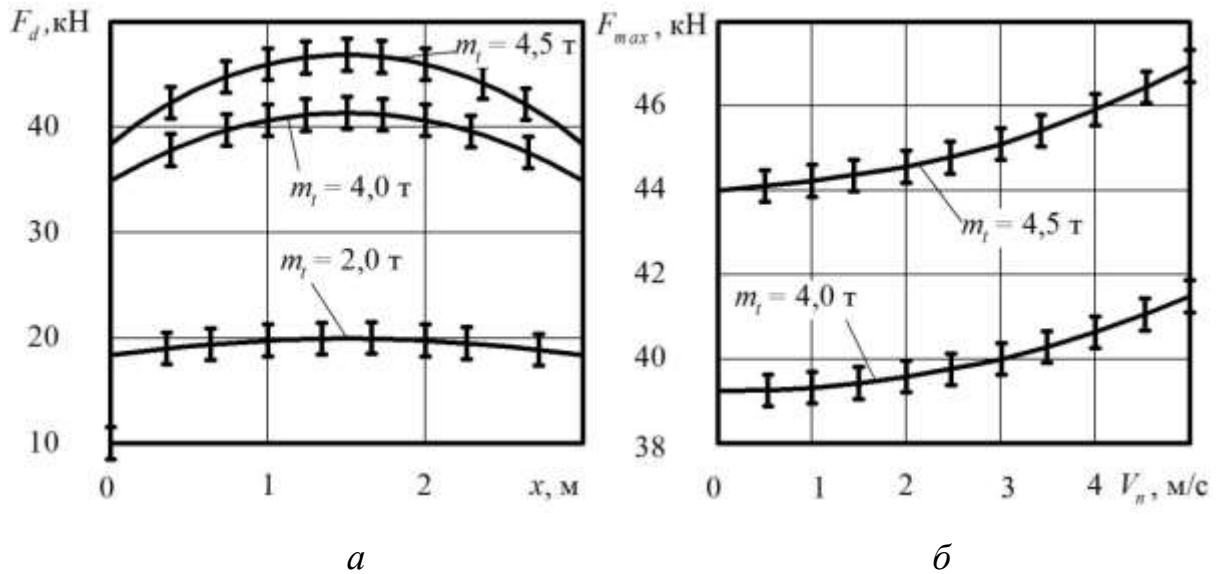 F_d, кН
40
30
20
10
0 1 2 x, м
m_t = 4,5 т
m_t = 4,0 т
m_t = 2,0 т
а
F_max, кН
46
44
42
40
38
0 1 2 3 4 V_n, м/с
m_t = 4,5 т
m_t = 4,0 т
б